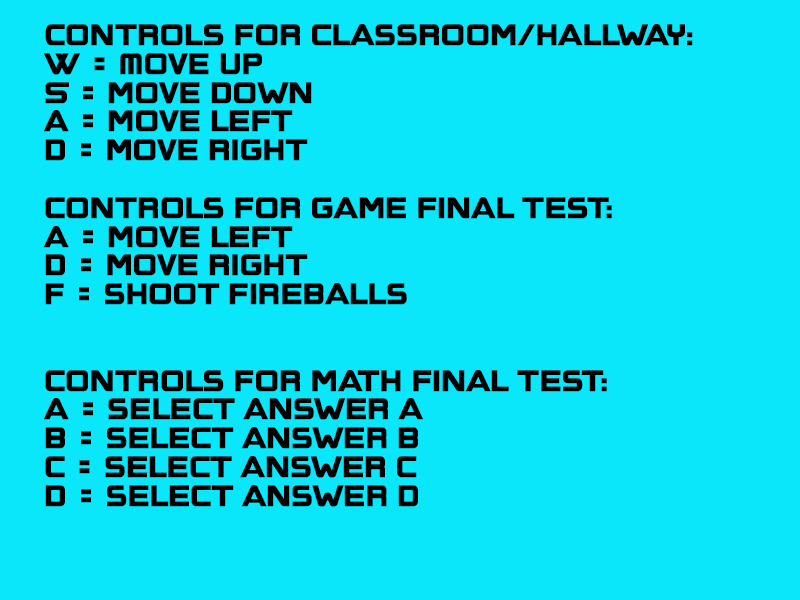 CONTROLS FOR CLASSROOM/HALLWAY:
W = MOVE UP
S = MOVE DOWN
A = MOVE LEFT
D = MOVE RIGHT
CONTROLS FOR GAME FINAL TEST:
A = MOVE LEFT
D = MOVE RIGHT
F = SHOOT FIREBALLS
CONTROLS FOR MATH FINAL TEST:
A = SELECT ANSWER A
B = SELECT ANSWER B
C = SELECT ANSWER C
D = SELECT ANSWER D